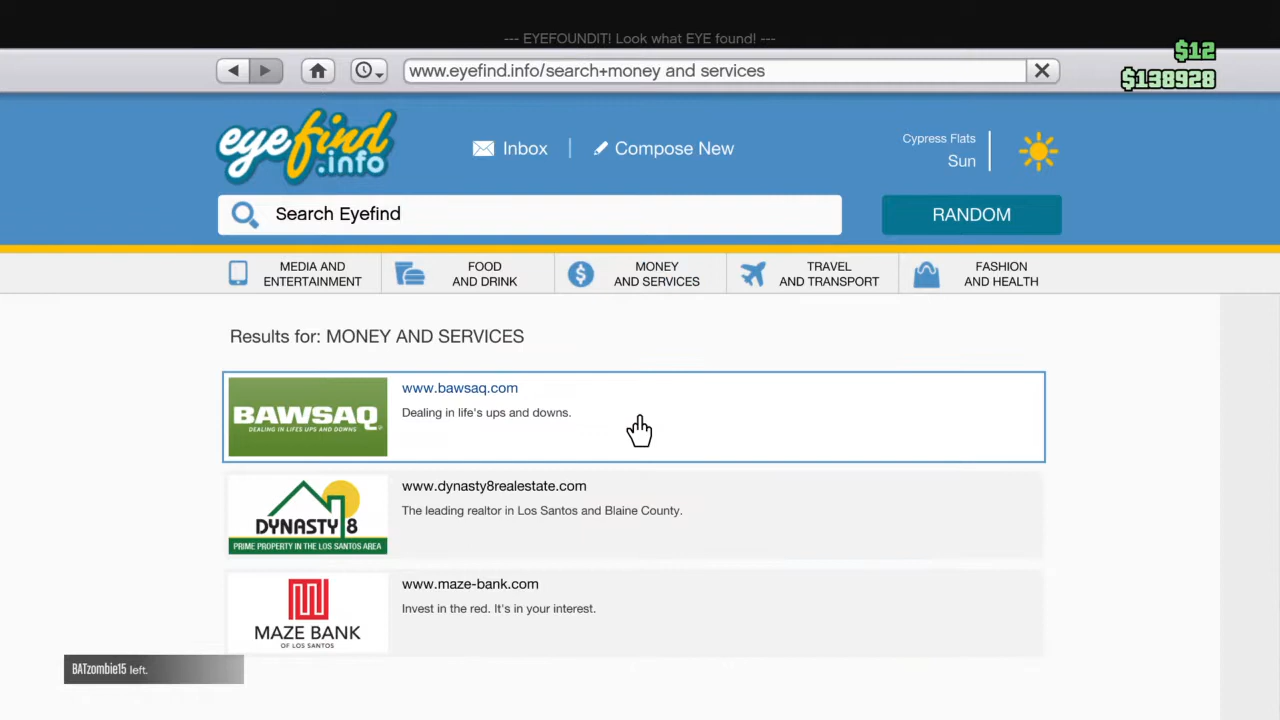 --- EYEFOUNDIT! Look what EYE found! ---
$12
$138928
www.eyefind.info/search+money and services
eyefind
.info
Inbox
Compose New
Cypress Flats
Sun
Search Eyefind
RANDOM
MEDIA AND
ENTERTAINMENT
FOOD
AND DRINK
MONEY
AND SERVICES
TRAVEL
AND TRANSPORT
FASHION
AND HEALTH
Results for: MONEY AND SERVICES
BAWSAQ
DEALING IN LIFES UPS AND DOWNS
www.bawsaq.com
Dealing in life's ups and downs.
DYNASTY 8
PRIME PROPERTY IN THE LOS SANTOS AREA
www.dynasty8realestate.com
The leading realtor in Los Santos and Blaine County.
MAZE BANK
OF LOS SANTOS
www.maze-bank.com
Invest in the red. It's in your interest.
BATzombie15 left.